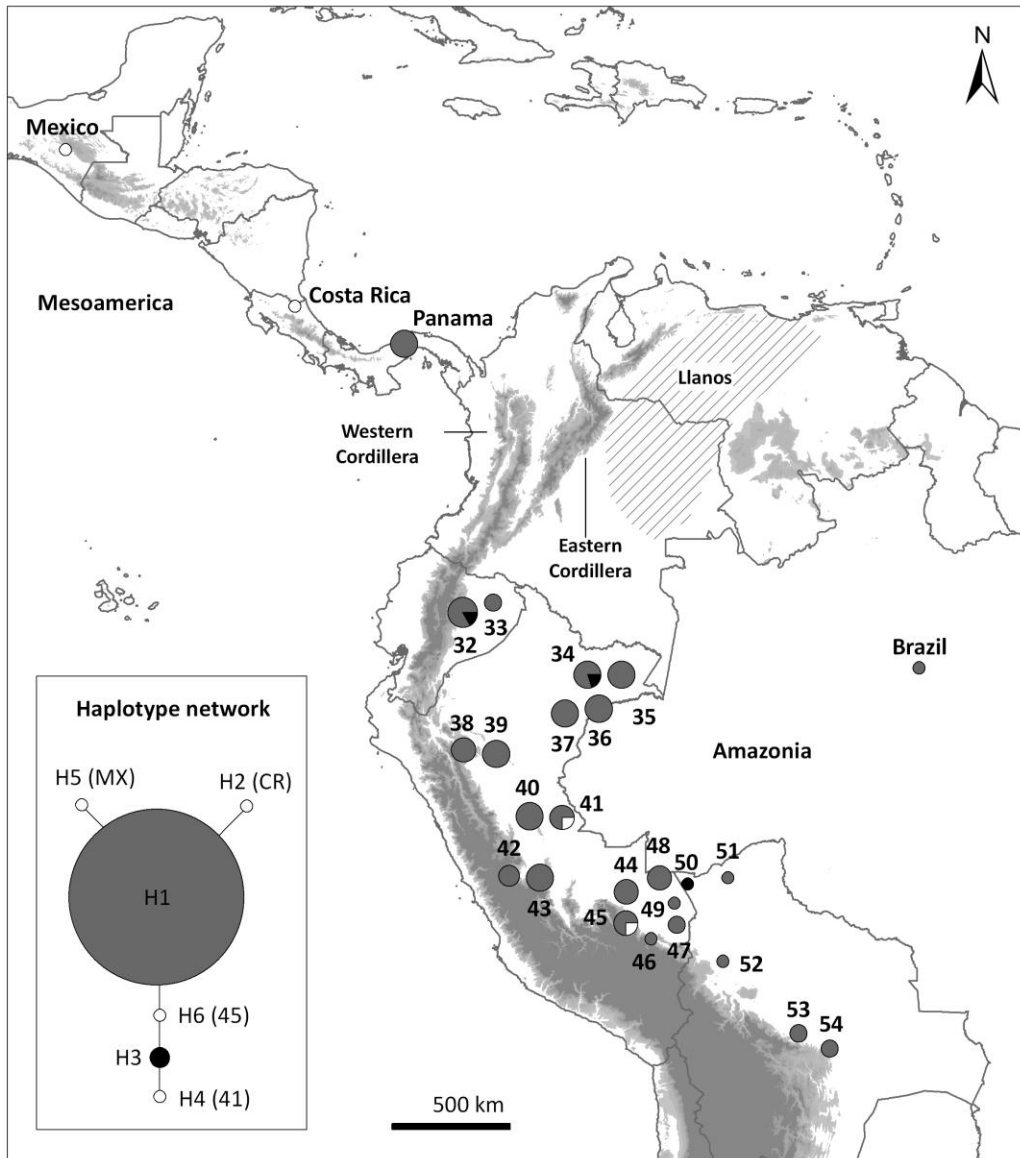 N
Mexico
Mesoamerica
Costa Rica
Panama
Llanos
Western
Cordillera
Eastern
Cordillera
32
33
34
35
36
37
Brazil
38
39
Amazonia
40
41
42
43
44
45
46
47
48
49
50
51
52
53
54
Haplotype network
H5 (MX)
H2 (CR)
H1
H6 (45)
H3
H4 (41)
500 km